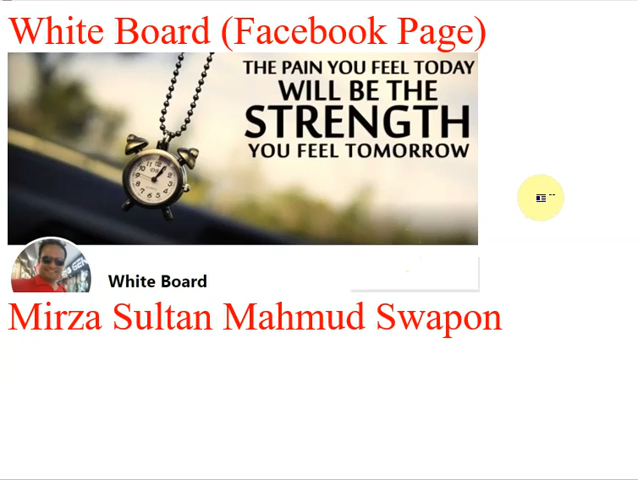 White Board (Facebook Page)
THE PAIN YOU FEEL TODAY
WILL BE THE
STRENGTH
YOU FEEL TOMORROW
White Board
Mirza Sultan Mahmud Swapon